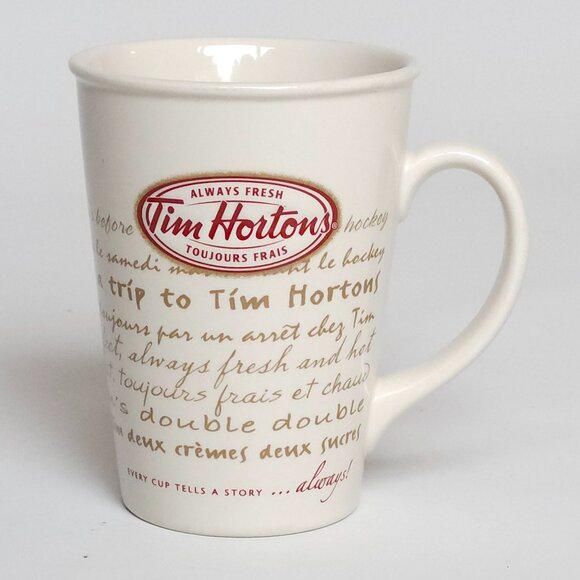 ALWAYS FRESH
Tim Hortons®
TOUJOURS FRAIS
before hockey
le samedi le hockey
a trip to Tim Hortons
toujours par un arrêt chez Tim
always fresh and hot
toujours frais et chaud
's double double
deux crèmes deux sucres
EVERY CUP TELLS A STORY ...always!